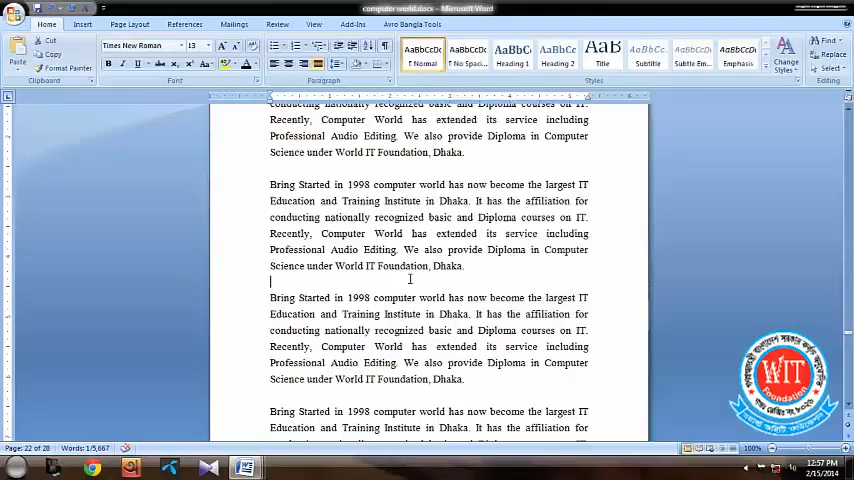 computer world.docx - Microsoft Word
Home Insert Page Layout References Mailings Review View Add-Ins Avro Bangla Tools
Paste Cut Copy Format Painter Clipboard
Times New Roman 13 Font
Paragraph
AaBbCcDc ¶ Normal AaBbCcDc ¶ No Spaci... AaBbCc Heading 1 AaBbCc Heading 2 AaB Title AaBbCc Subtitle AaBbCcDc Subtle Em... AaBbCcDc Emphasis Change Styles Styles
Find Replace Select Editing
conducting nationally recognized basic and Diploma courses on IT.
Recently, Computer World has extended its service including
Professional Audio Editing. We also provide Diploma in Computer
Science under World IT Foundation, Dhaka.
Bring Started in 1998 computer world has now become the largest IT
Education and Training Institute in Dhaka. It has the affiliation for
conducting nationally recognized basic and Diploma courses on IT.
Recently, Computer World has extended its service including
Professional Audio Editing. We also provide Diploma in Computer
Science under World IT Foundation, Dhaka.
Bring Started in 1998 computer world has now become the largest IT
Education and Training Institute in Dhaka. It has the affiliation for
conducting nationally recognized basic and Diploma courses on IT.
Recently, Computer World has extended its service including
Professional Audio Editing. We also provide Diploma in Computer
Science under World IT Foundation, Dhaka.
Bring Started in 1998 computer world has now become the largest IT
Education and Training Institute in Dhaka. It has the affiliation for
WIT
Foundation
Page: 22 of 28 Words: 1/5,667 100%
12:57 PM
2/15/2014